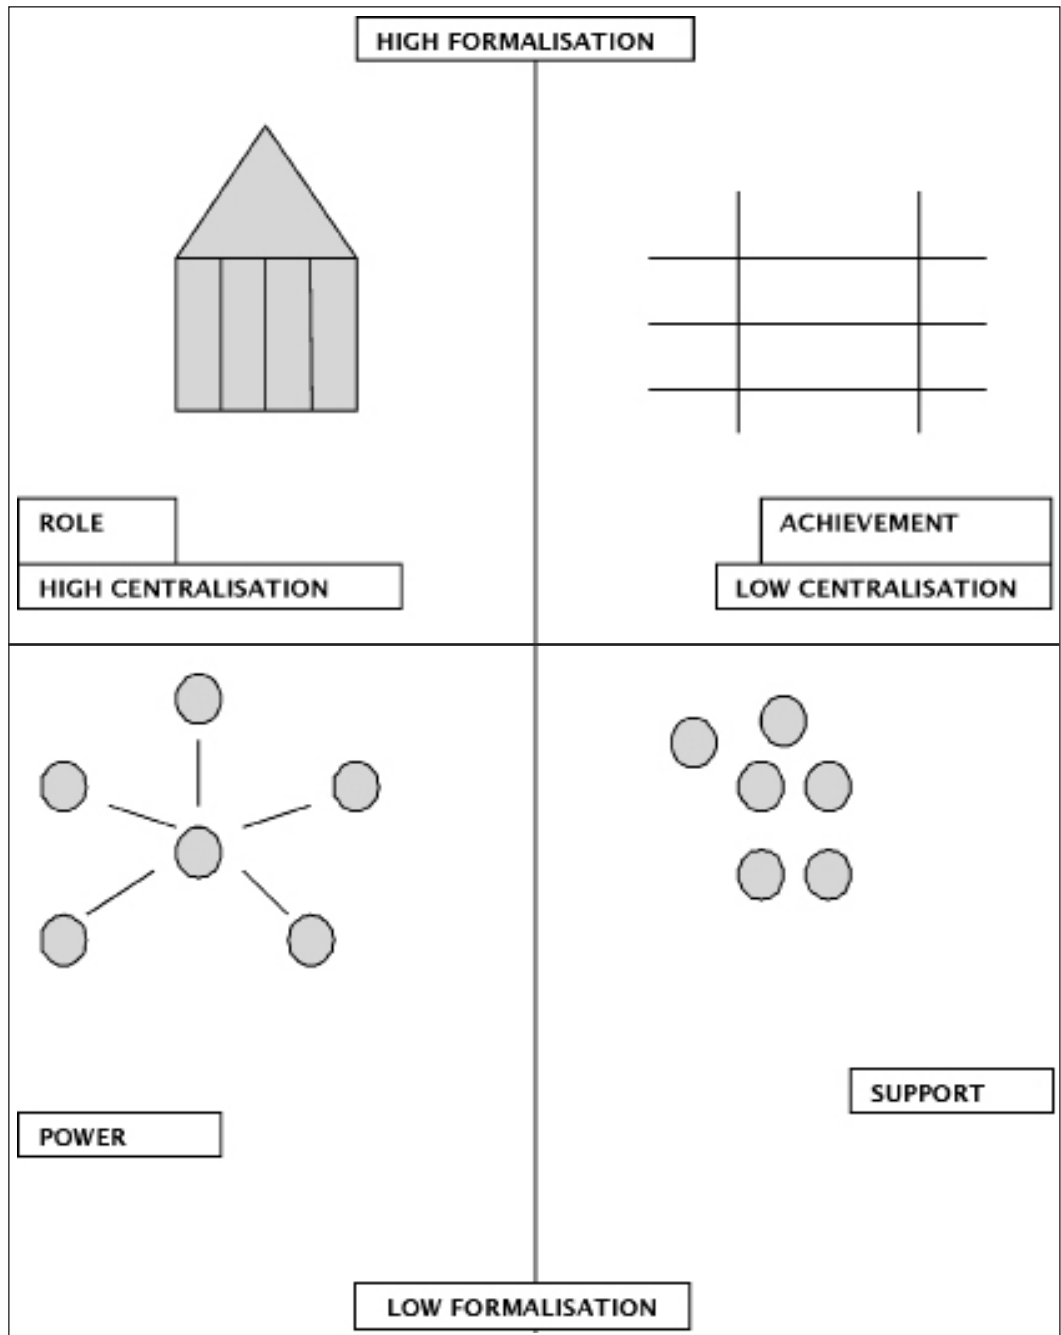 HIGH FORMALISATION
ROLE
ACHIEVEMENT
HIGH CENTRALISATION
LOW CENTRALISATION
SUPPORT
POWER
LOW FORMALISATION